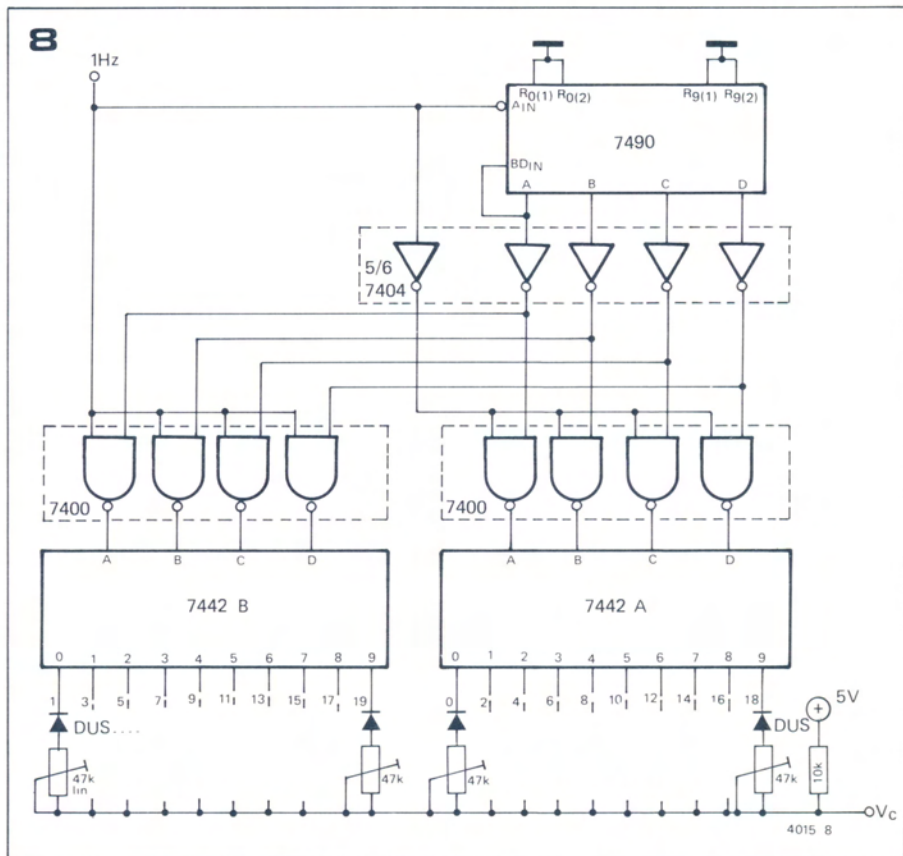 8
1Hz
R0(1) R0(2) R9(1) R9(2)
AIN
7490
BDIN
A B C D
5/6
7404
7400 7400
A B C D A B C D
7442 B 7442 A
0 1 2 3 4 5 6 7 8 9 0 1 2 3 4 5 6 7 8 9
1 3 5 7 9 11 13 15 17 19 0 2 4 6 8 10 12 14 16 18 5V
+
DUS.... DUS
47k lin 47k 47k 47k 10k
Vc
4015 8